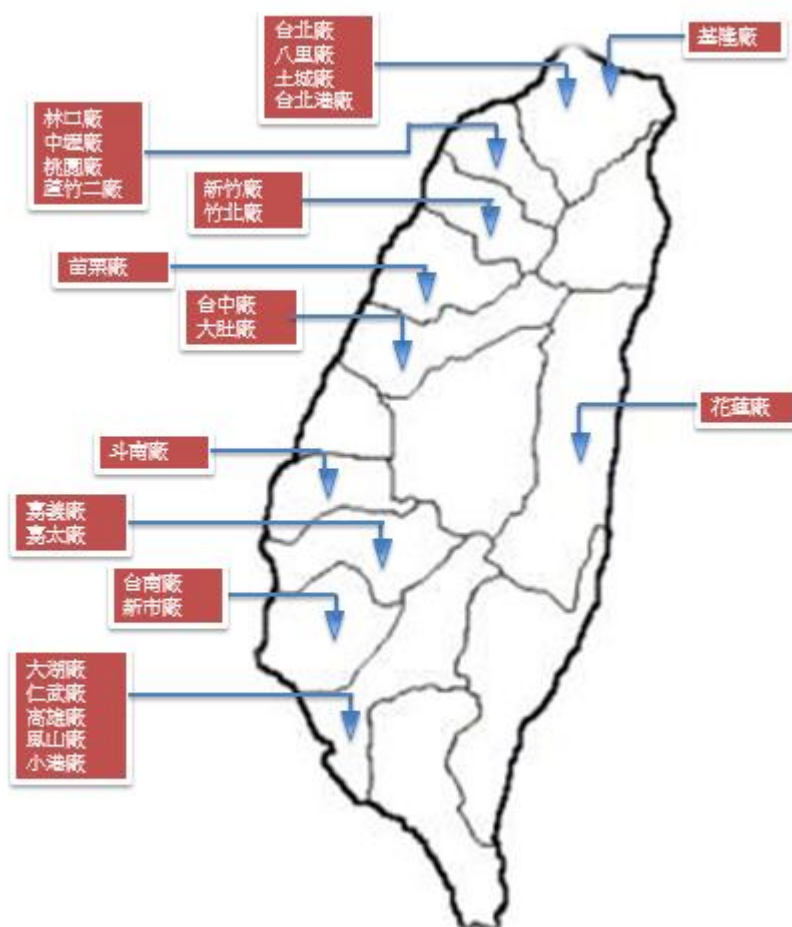 台北廠
八里廠
土城廠
台北港廠
基隆廠
林口廠
中壢廠
桃園廠
蘆竹二廠
新竹廠
竹北廠
苗栗廠
台中廠
大肚廠
花蓮廠
斗南廠
嘉義廠
嘉太廠
台南廠
新市廠
大湖廠
仁武廠
高雄廠
鳳山廠
小港廠